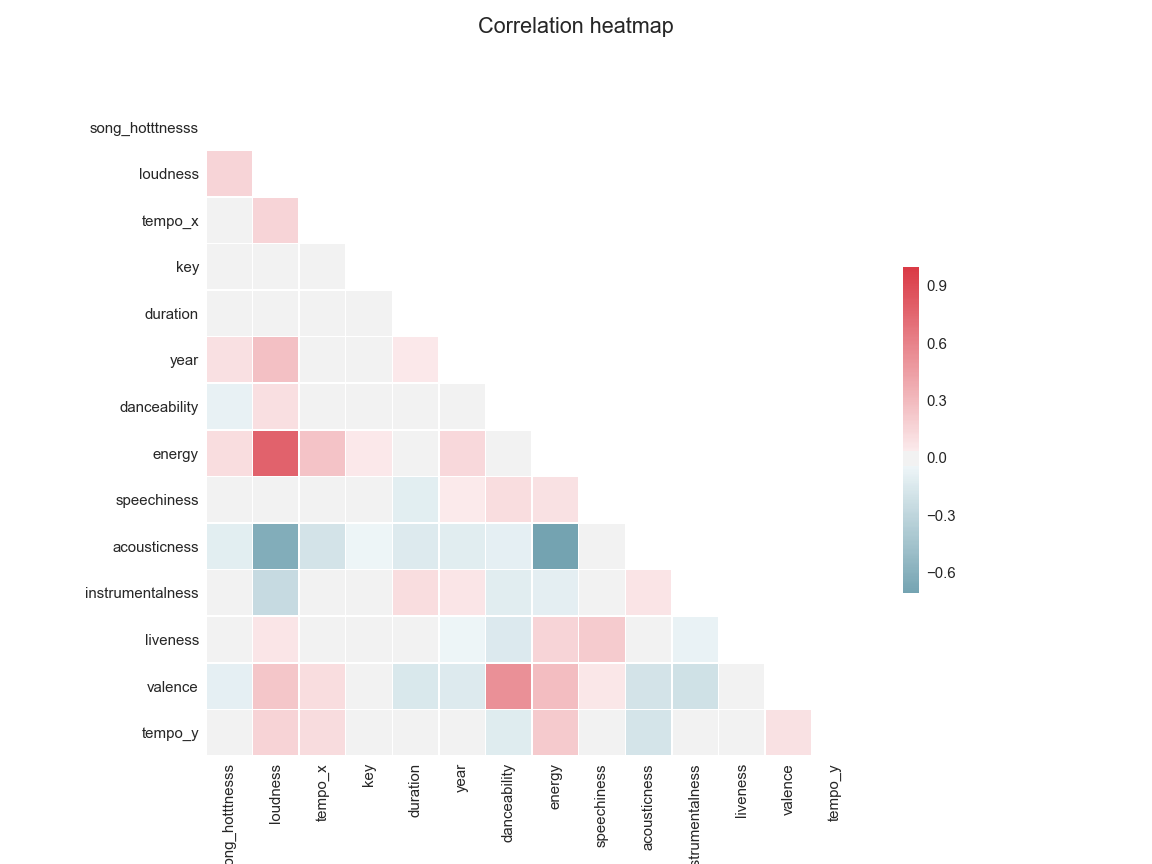 Correlation heatmap
song_hotttnesss
loudness
tempo_x
key
duration
year
danceability
energy
speechiness
acousticness
instrumentalness
liveness
valence
tempo_y
0.9
0.6
0.3
0.0
−0.3
−0.6
ong_hotttnesss
loudness
tempo_x
key
duration
year
danceability
energy
speechiness
acousticness
strumentalness
liveness
valence
tempo_y